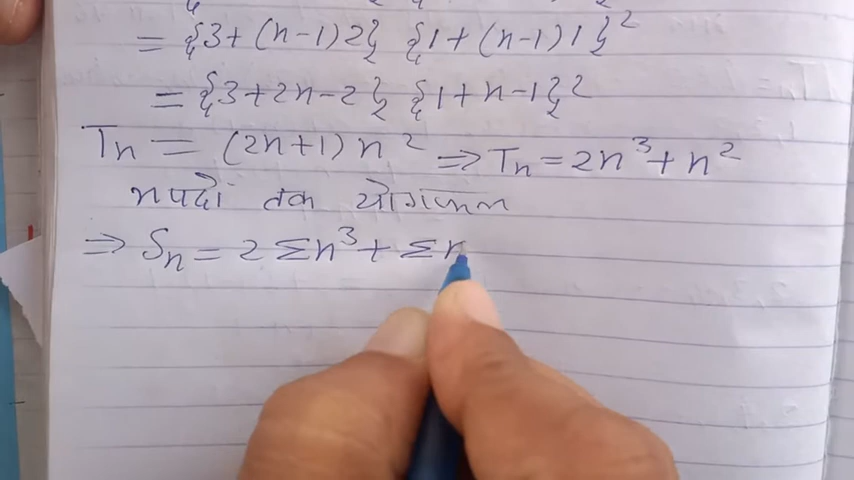 = {3+(n-1)2} {1+(n-1)1}²
= {3+2n-2} {1+n-1}²
Tn = (2n+1)n² ⇒ Tn = 2n³+n²
n पदों तक योगफल
⇒ Sn = 2Σn³ + Σn